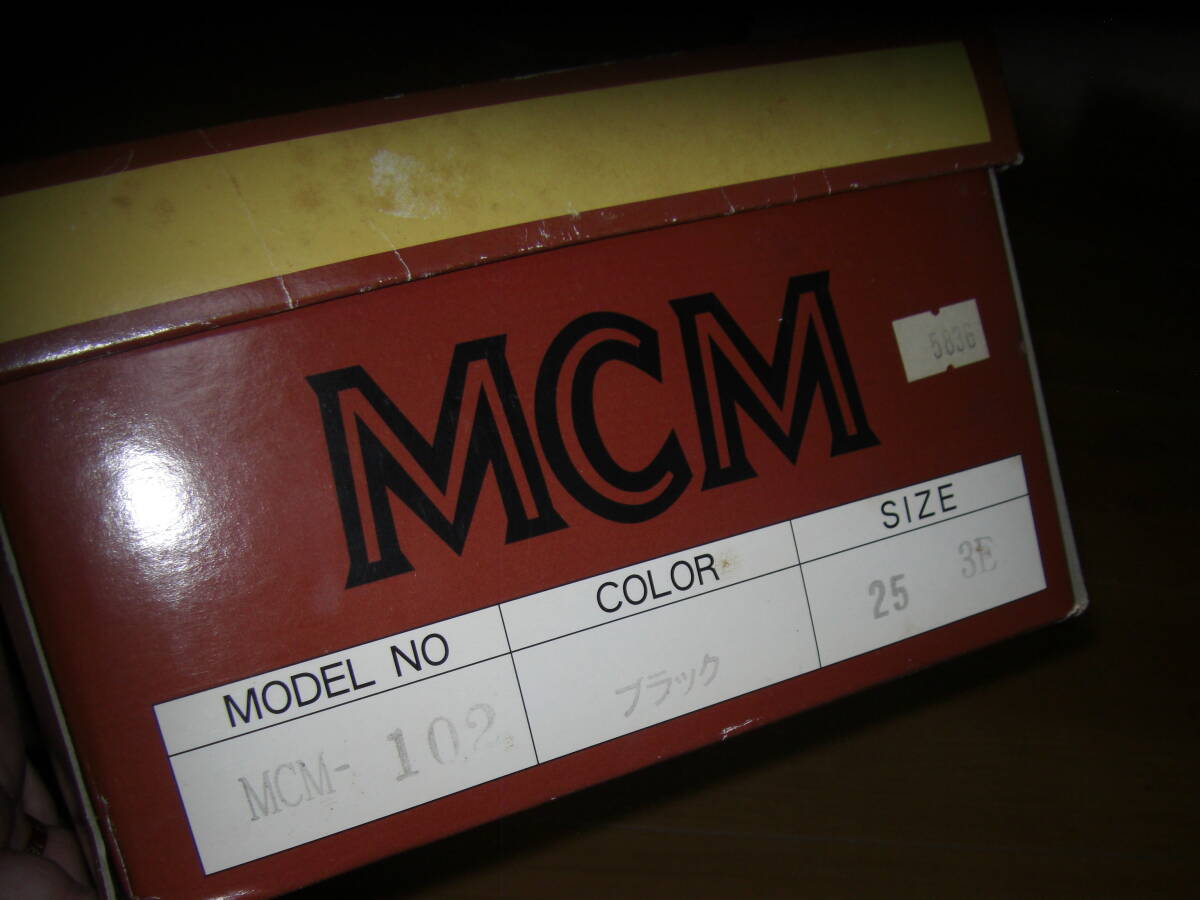 MCM
5836
MODEL NO COLOR SIZE
MCM-102 ブラック 25 3E